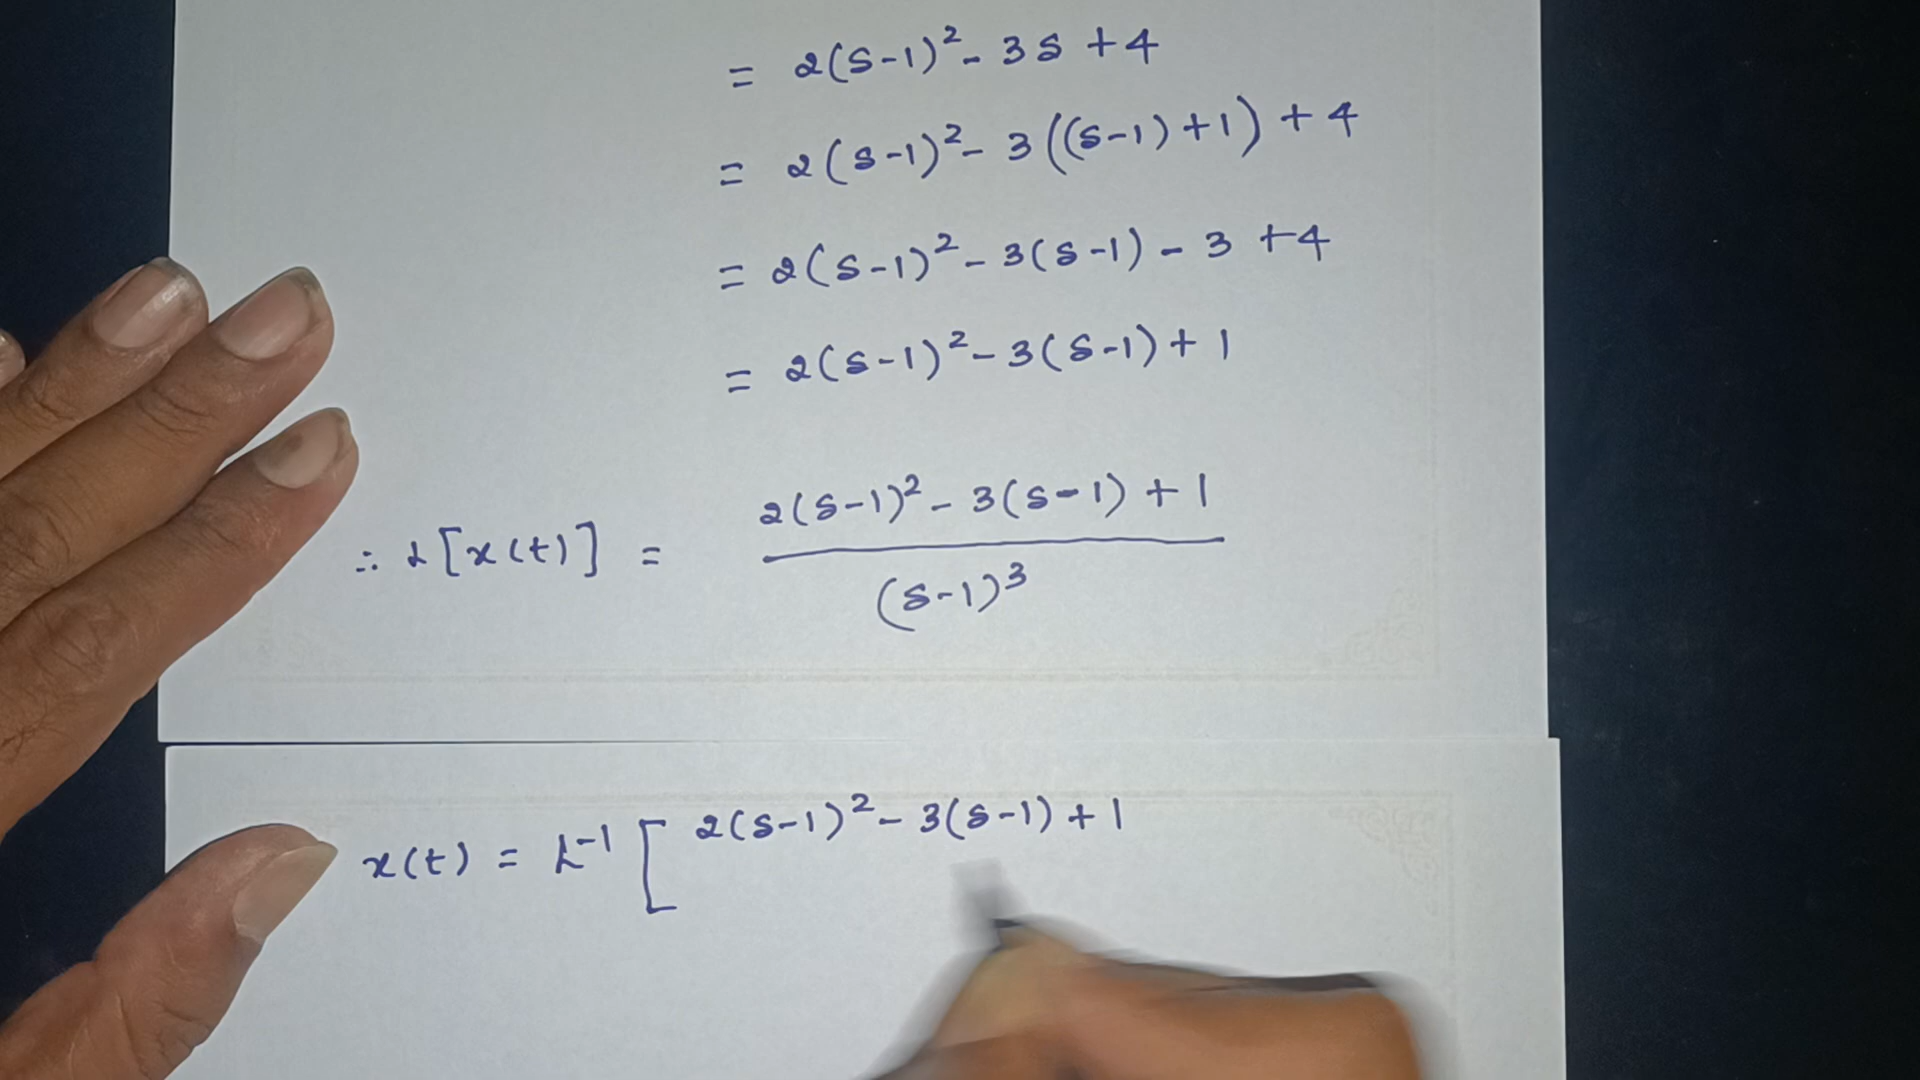 = 2(s-1)² - 3s + 4
= 2(s-1)² - 3((s-1)+1) + 4
= 2(s-1)² - 3(s-1) - 3 + 4
= 2(s-1)² - 3(s-1) + 1
∴ L[x(t)] = 2(s-1)² - 3(s-1) + 1
(s-1)³
x(t) = L⁻¹ [ 2(s-1)² - 3(s-1) + 1